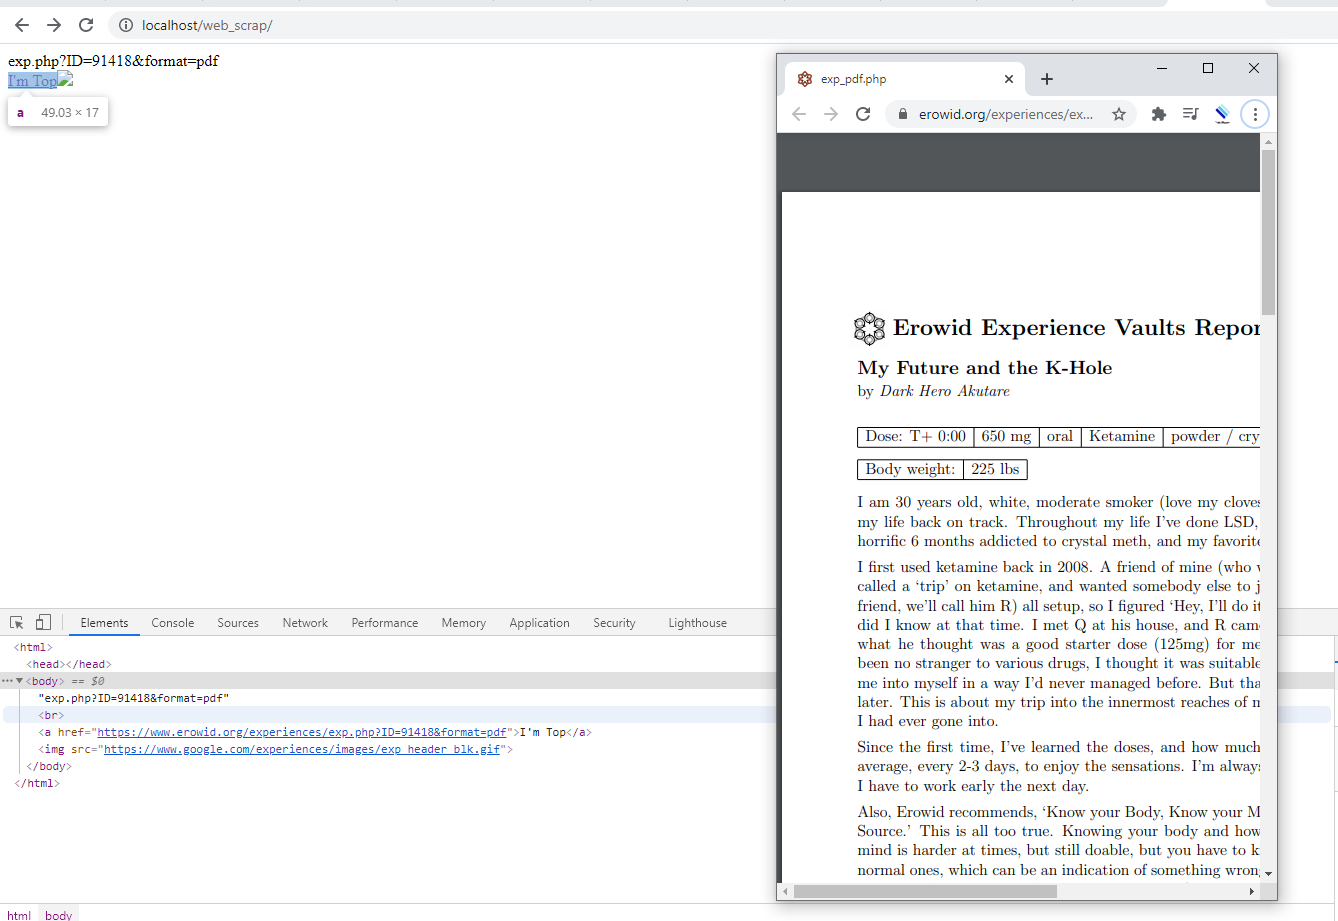 localhost/web_scrap/
exp.php?ID=91418&format=pdf
I'm Top
a 49.03 × 17
exp_pdf.php
erowid.org/experiences/ex...
Erowid Experience Vaults Repor
My Future and the K-Hole
by Dark Hero Akutare
Dose: T+ 0:00 650 mg oral Ketamine powder / cry
Body weight: 225 lbs
I am 30 years old, white, moderate smoker (love my cloves
my life back on track. Throughout my life I've done LSD,
horrific 6 months addicted to crystal meth, and my favorite
I first used ketamine back in 2008. A friend of mine (who
called a ‘trip’ on ketamine, and wanted somebody else to j
friend, we'll call him R) all setup, so I figured ‘Hey, I'll do it
did I know at that time. I met Q at his house, and R came
what he thought was a good starter dose (125mg) for me
been no stranger to various drugs, I thought it was suitable
me into myself in a way I'd never managed before. But tha
later. This is about my trip into the innermost reaches of m
I had ever gone into.
Since the first time, I've learned the doses, and how much
average, every 2-3 days, to enjoy the sensations. I'm always
I have to work early the next day.
Also, Erowid recommends, ‘Know your Body, Know your M
Source.’ This is all too true. Knowing your body and how
mind is harder at times, but still doable, but you have to k
normal ones, which can be an indication of something wrong
Elements Console Sources Network Performance Memory Application Security Lighthouse
<html>
<head></head>
<body> == $0
"exp.php?ID=91418&format=pdf"
<br>
<a href="https://www.erowid.org/experiences/exp.php?ID=91418&format=pdf">I'm Top</a>
<img src="https://www.google.com/experiences/images/exp_header_blk.gif">
</body>
</html>
html body